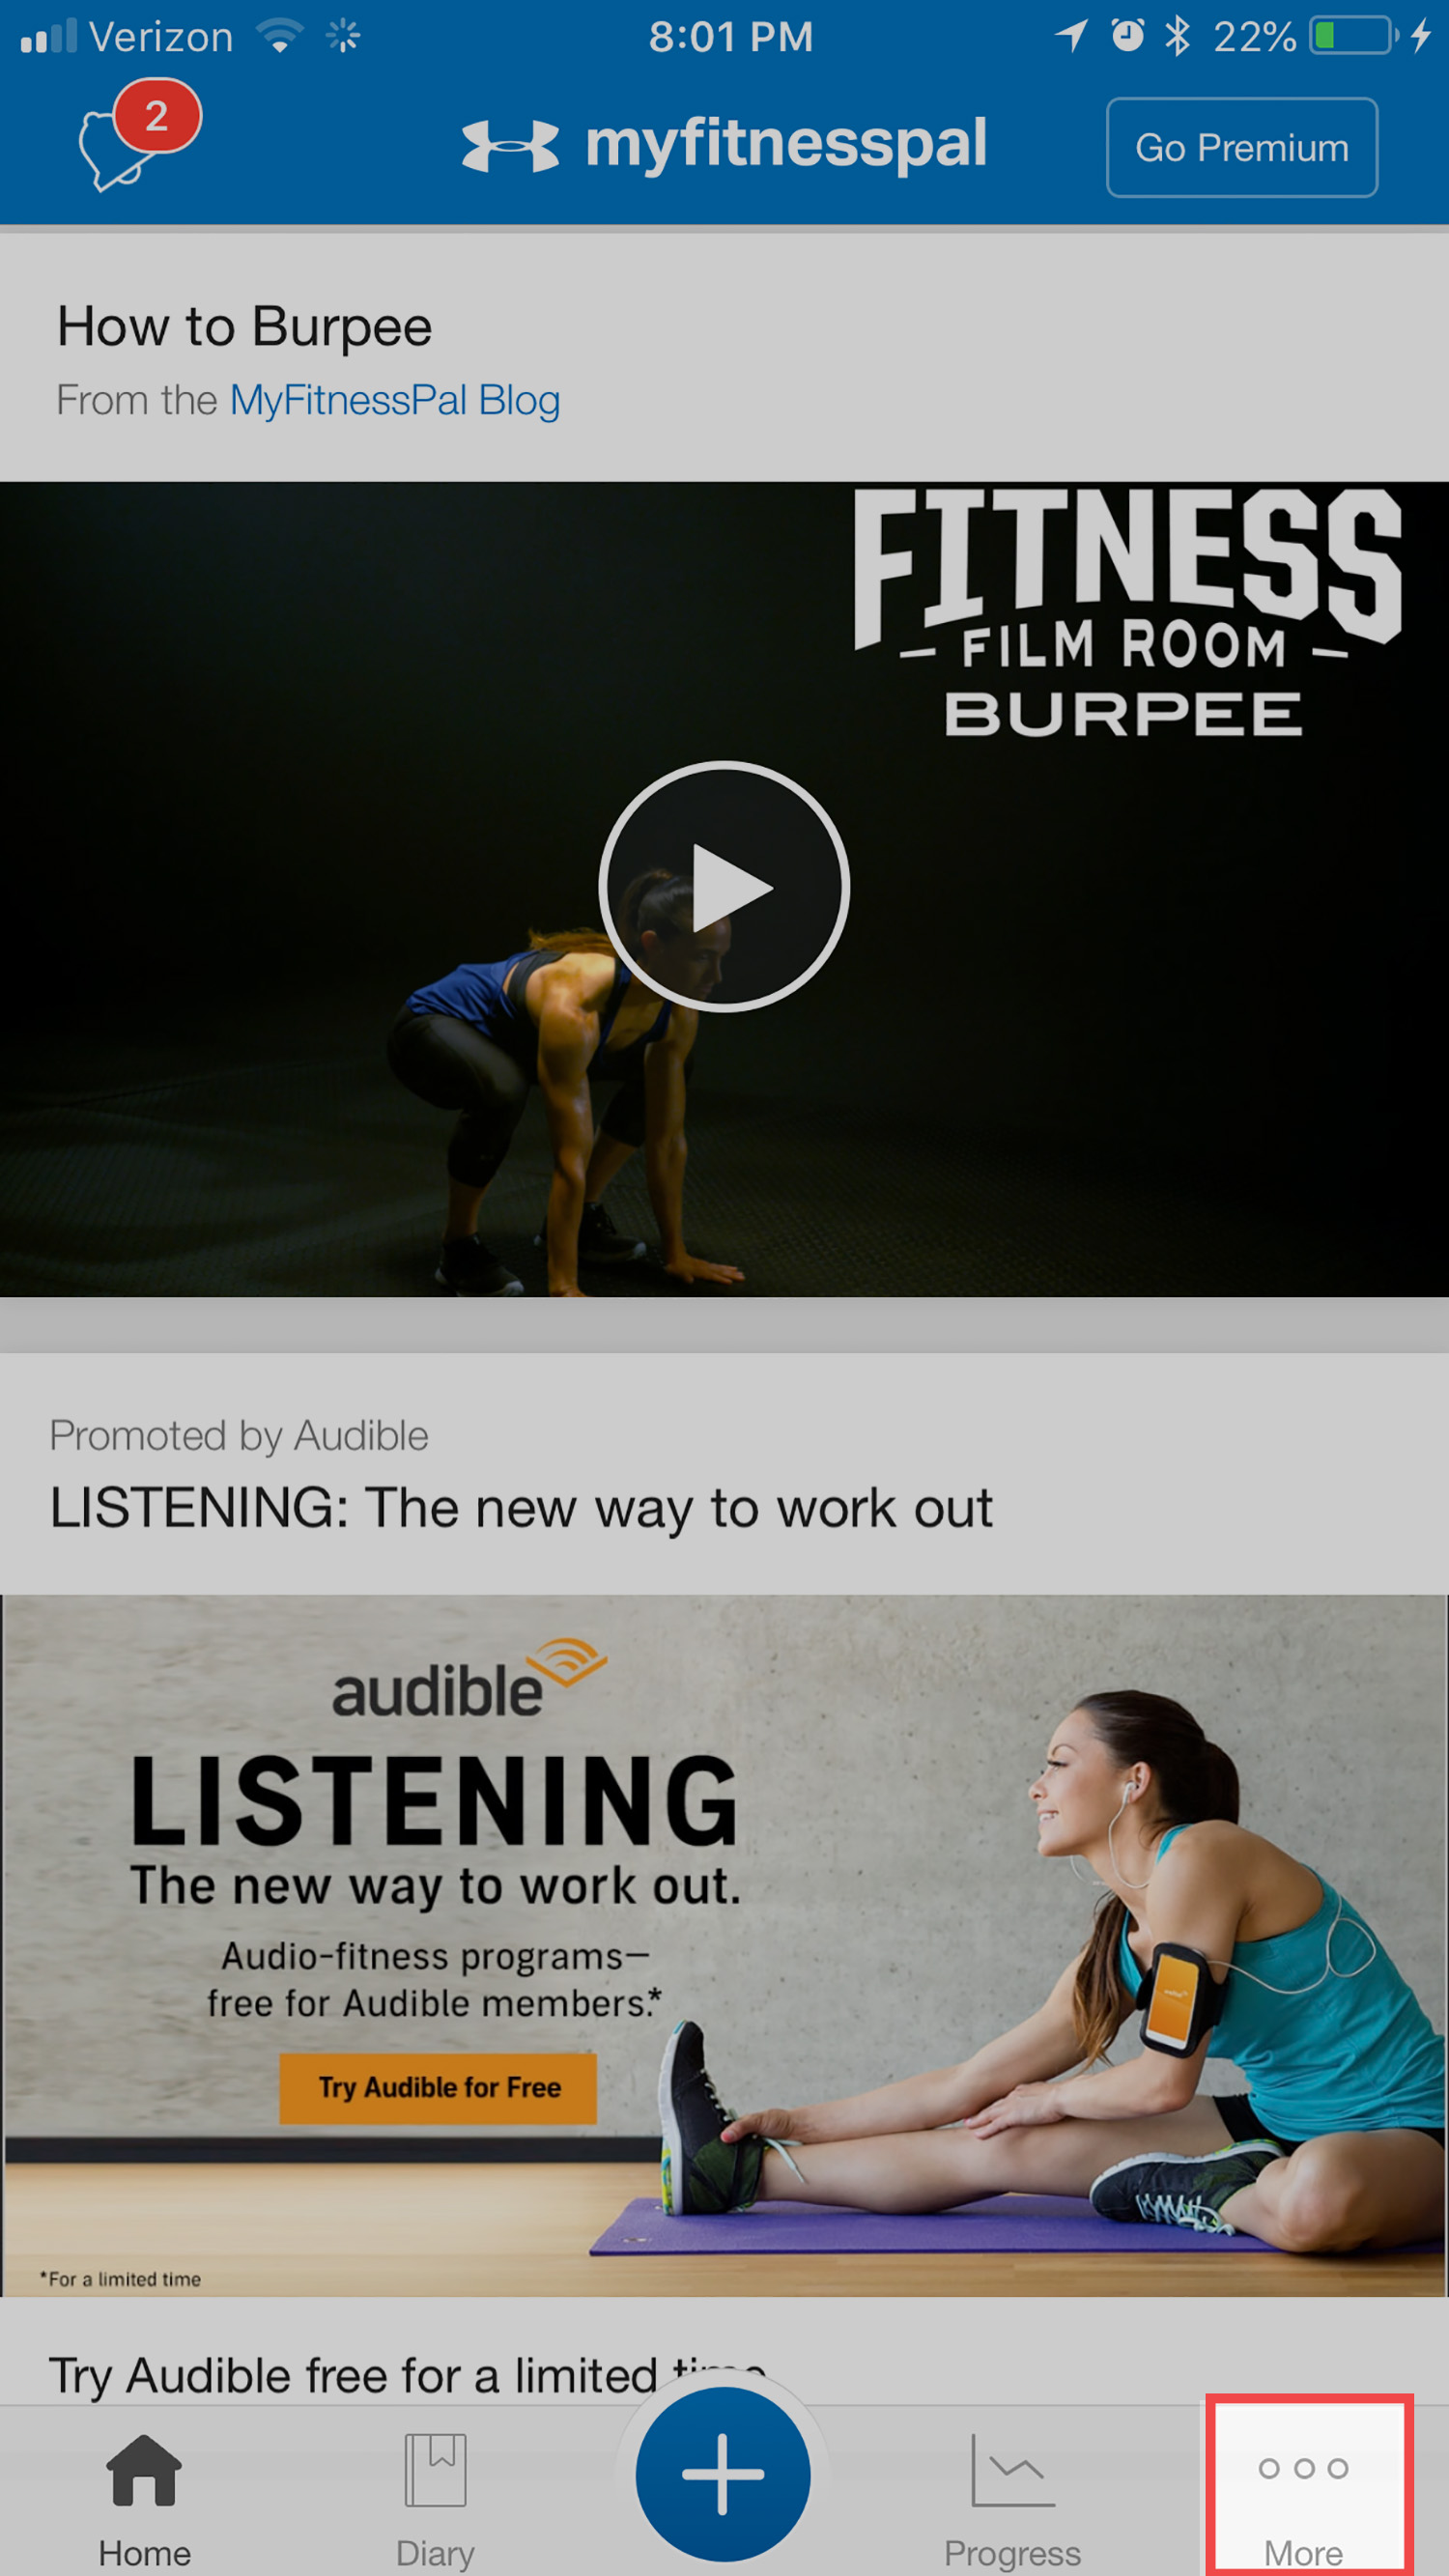 Verizon 8:01 PM 22%
2 myfitnesspal Go Premium
How to Burpee
From the MyFitnessPal Blog
FITNESS
– FILM ROOM –
BURPEE
Promoted by Audible
LISTENING: The new way to work out
audible
LISTENING
The new way to work out.
Audio-fitness programs—
free for Audible members.*
Try Audible for Free
*For a limited time
Try Audible free for a limited time
Home Diary Progress More